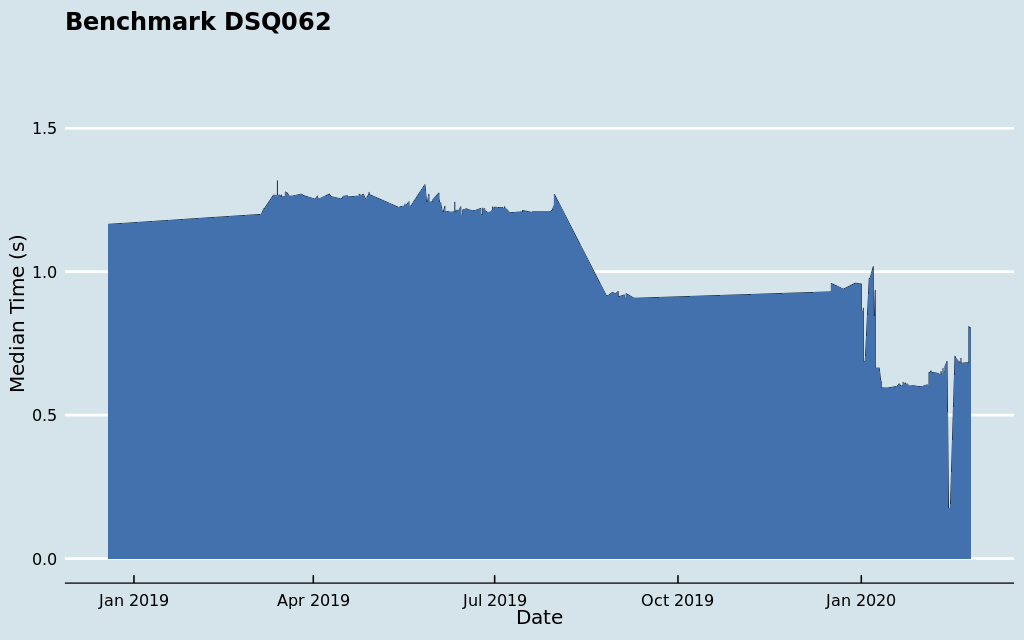 Benchmark DSQ062
Median Time (s)
1.5
1.0
0.5
0.0
Jan 2019
Apr 2019
Jul 2019
Oct 2019
Jan 2020
Date